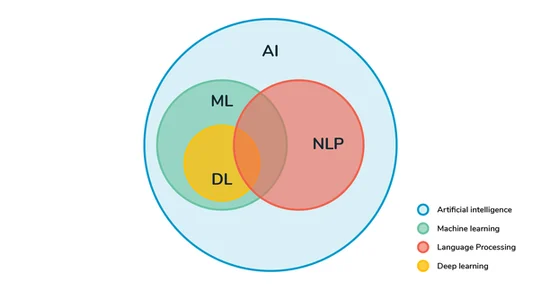 AI
ML
NLP
DL
Artificial intelligence
Machine learning
Language Processing
Deep learning